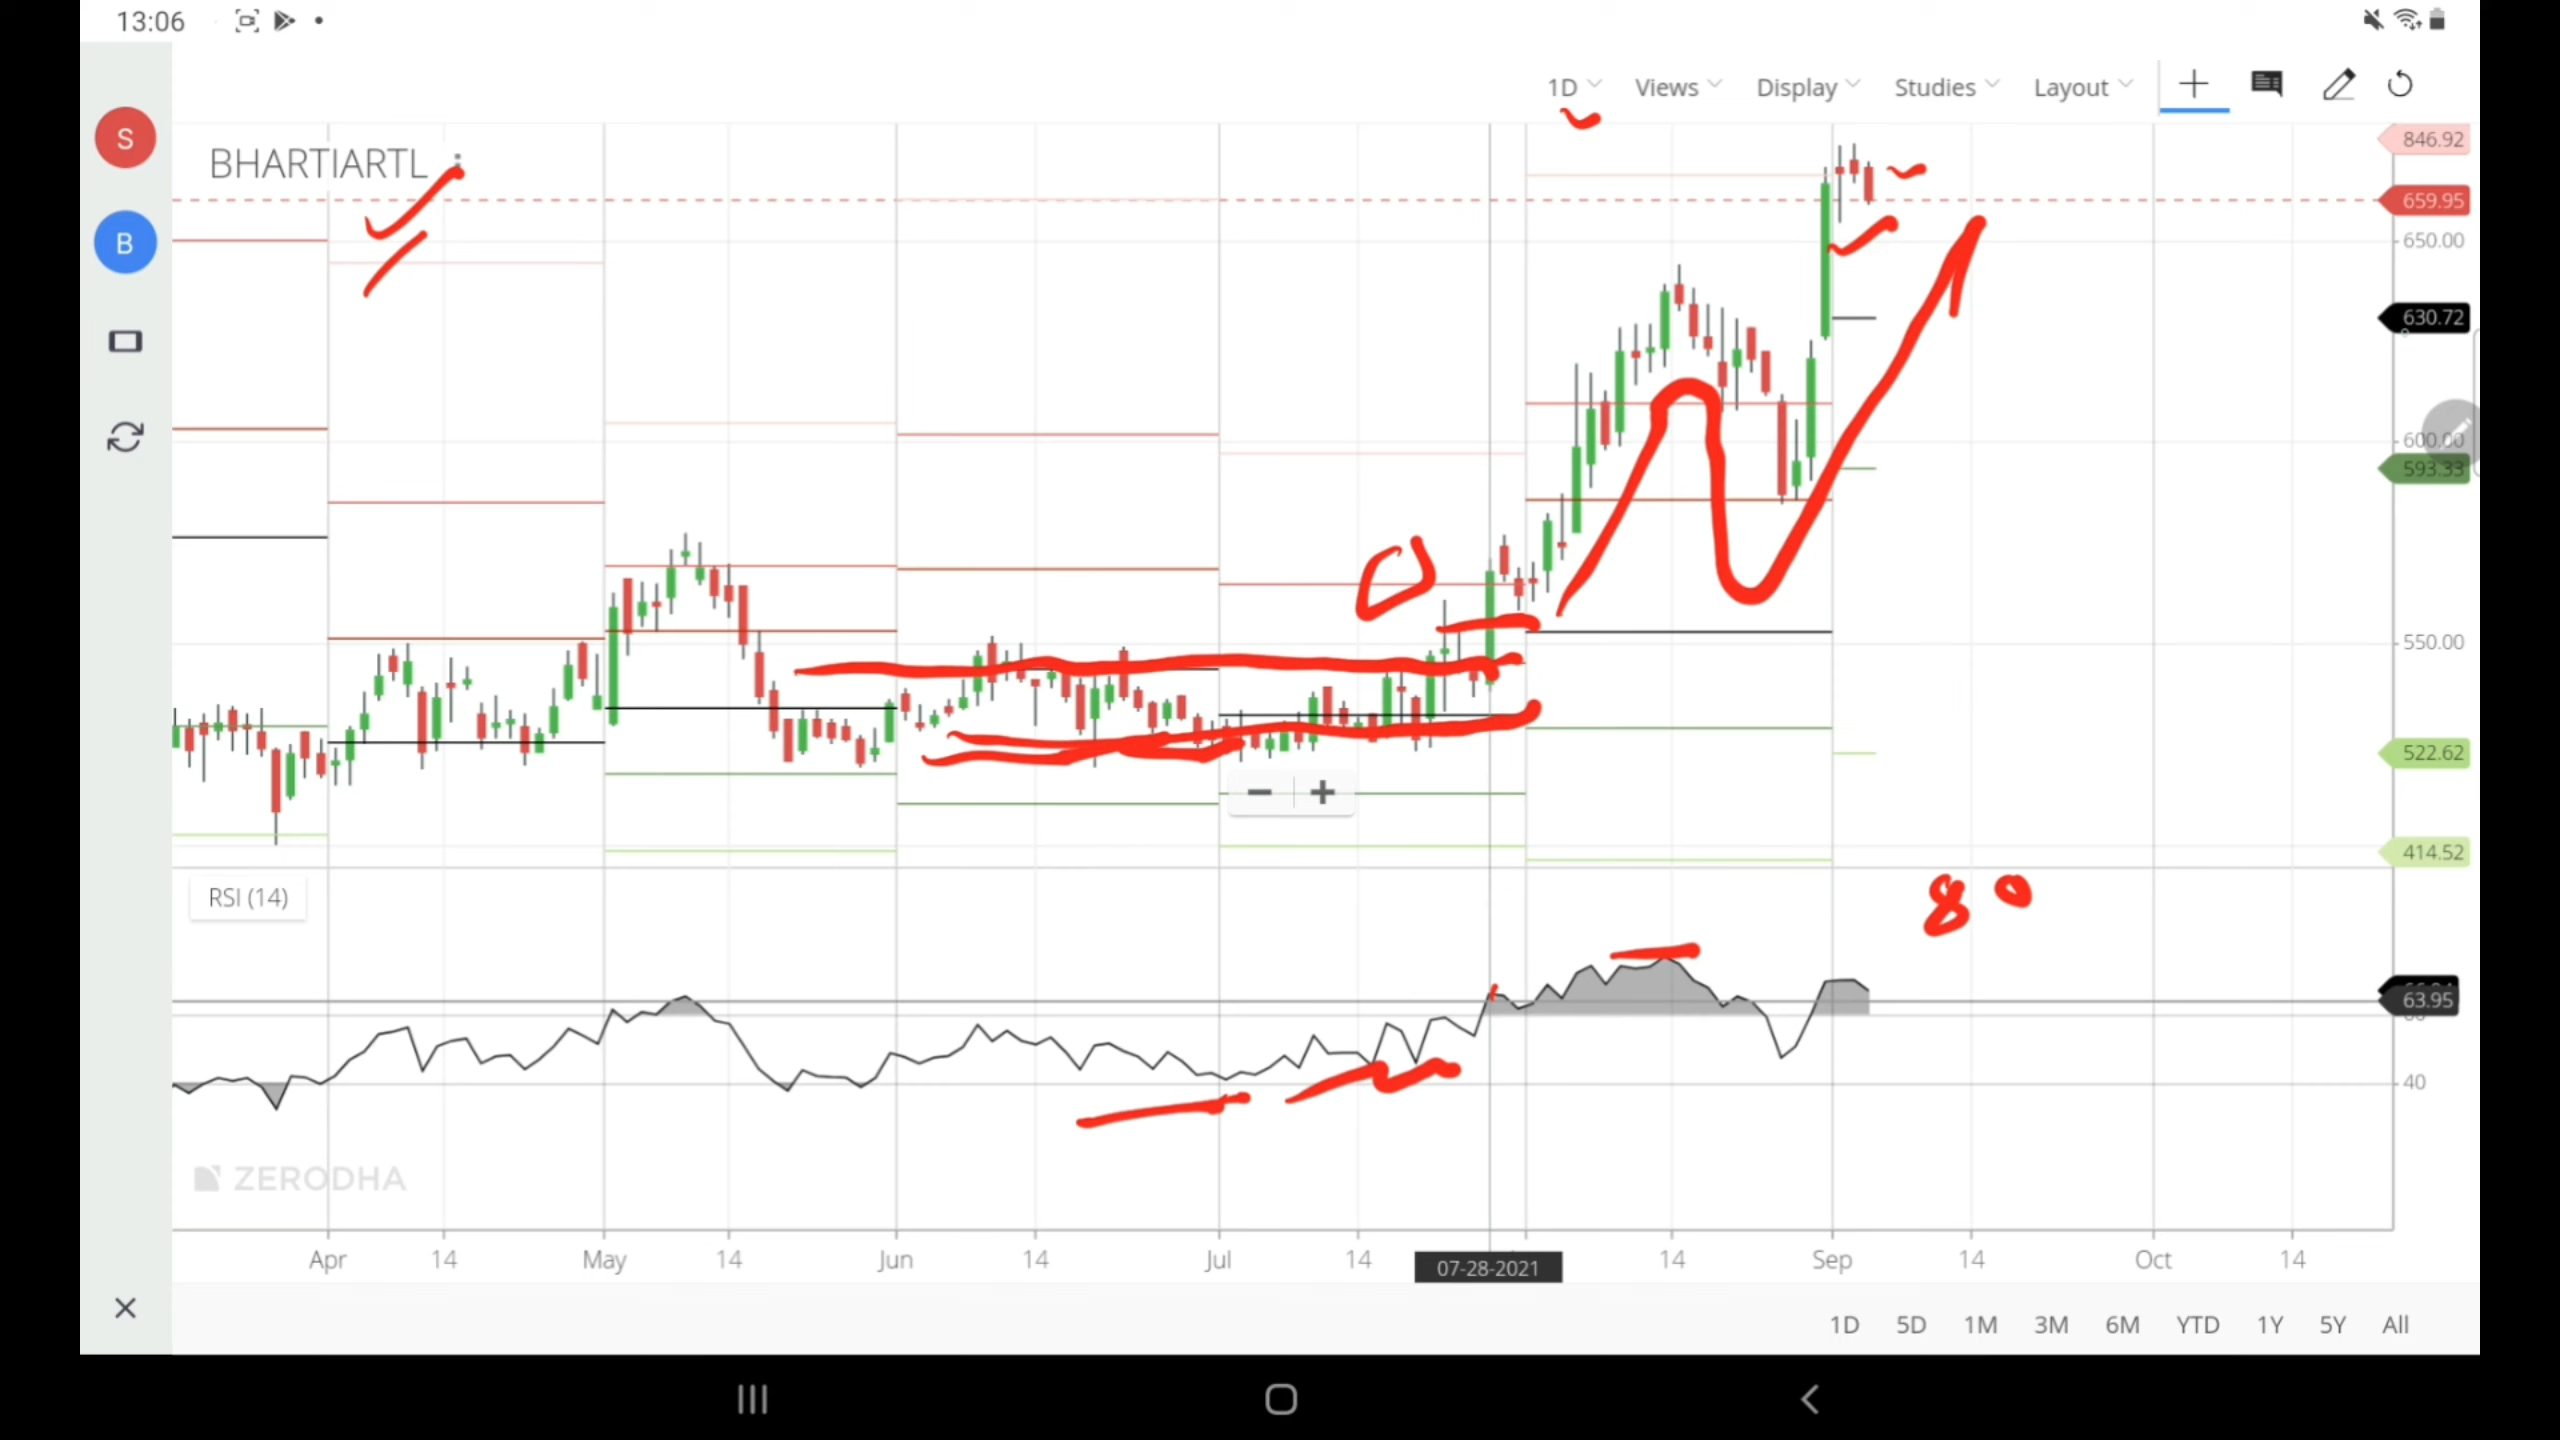 13:06
1D Views Display Studies Layout
S
B
BHARTIARTL
846.92
659.95
650.00
630.72
593.33
550.00
522.62
414.52
RSI (14)
80
63.95
40
ZERODHA
Apr 14 May 14 Jun 14 Jul 14 07-28-2021 14 Sep 14 Oct 14
1D 5D 1M 3M 6M YTD 1Y 5Y All